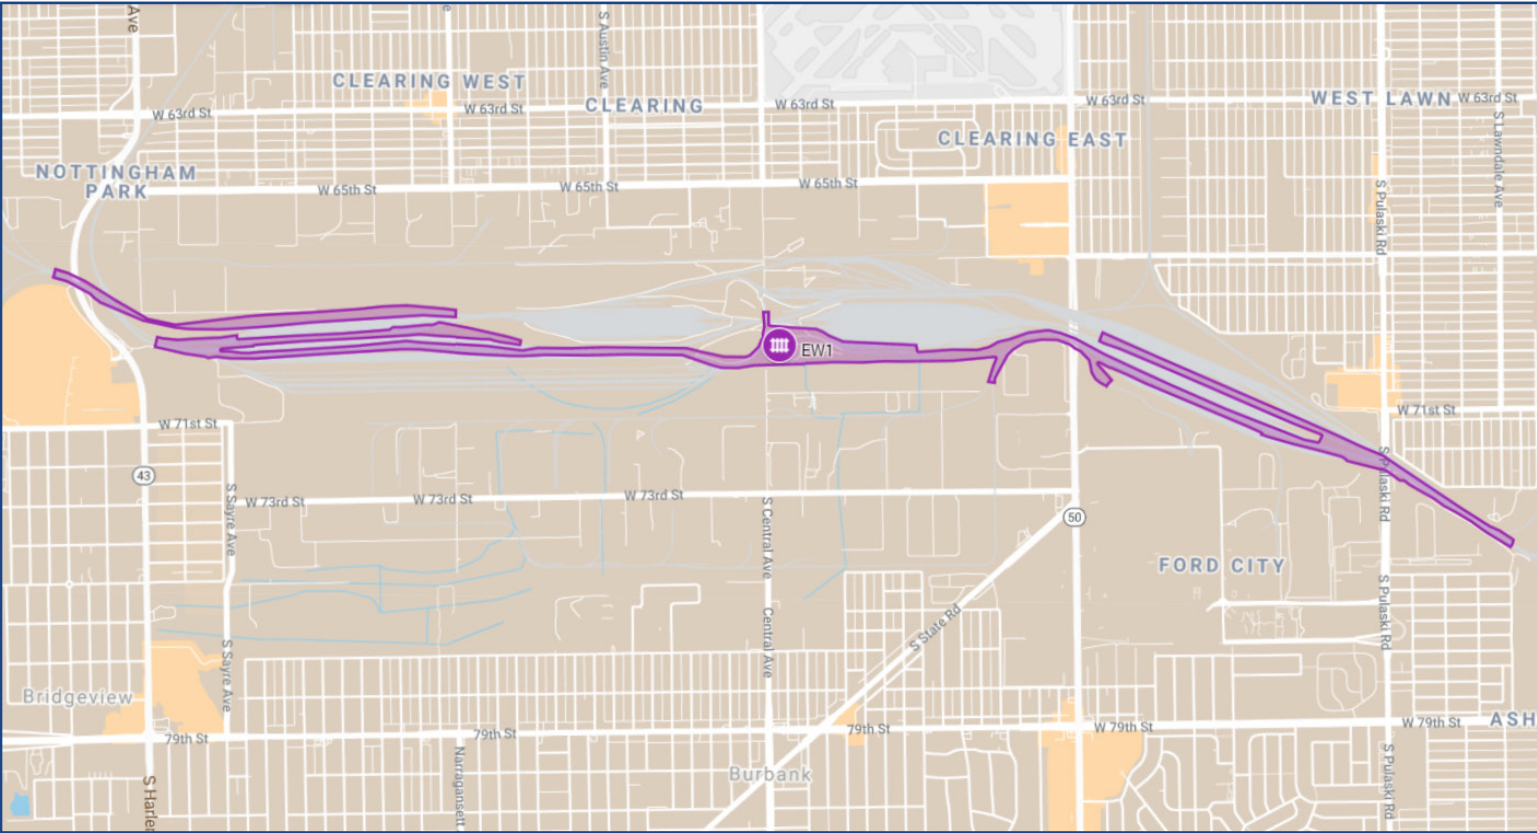 Ave
e
S Austin Ave
CLEARING WEST
W 63rd St
W 63rd St
CLEARING
W 63rd St
W 63rd St
WEST LAWN
W 63rd St
CLEARING EAST
S Lawndale Ave
NOTTINGHAM
PARK
W 65th St
W 65th St
W 65th St
S Pulaski Rd
EW1
W 71st St
W 71st St
43
S Sayre Ave
W 73rd St
W 73rd St
W 73rd St
S Central Ave
50
S Pulaski Rd
FORD CITY
S Pulaski Rd
Central Ave
S State Rd
S Sayre Ave
Bridgeview
79th St
79th St
79th St
W 79th St
W 79th St
ASH
Narragansett
Burbank
S Harler
S Pulaski Rd